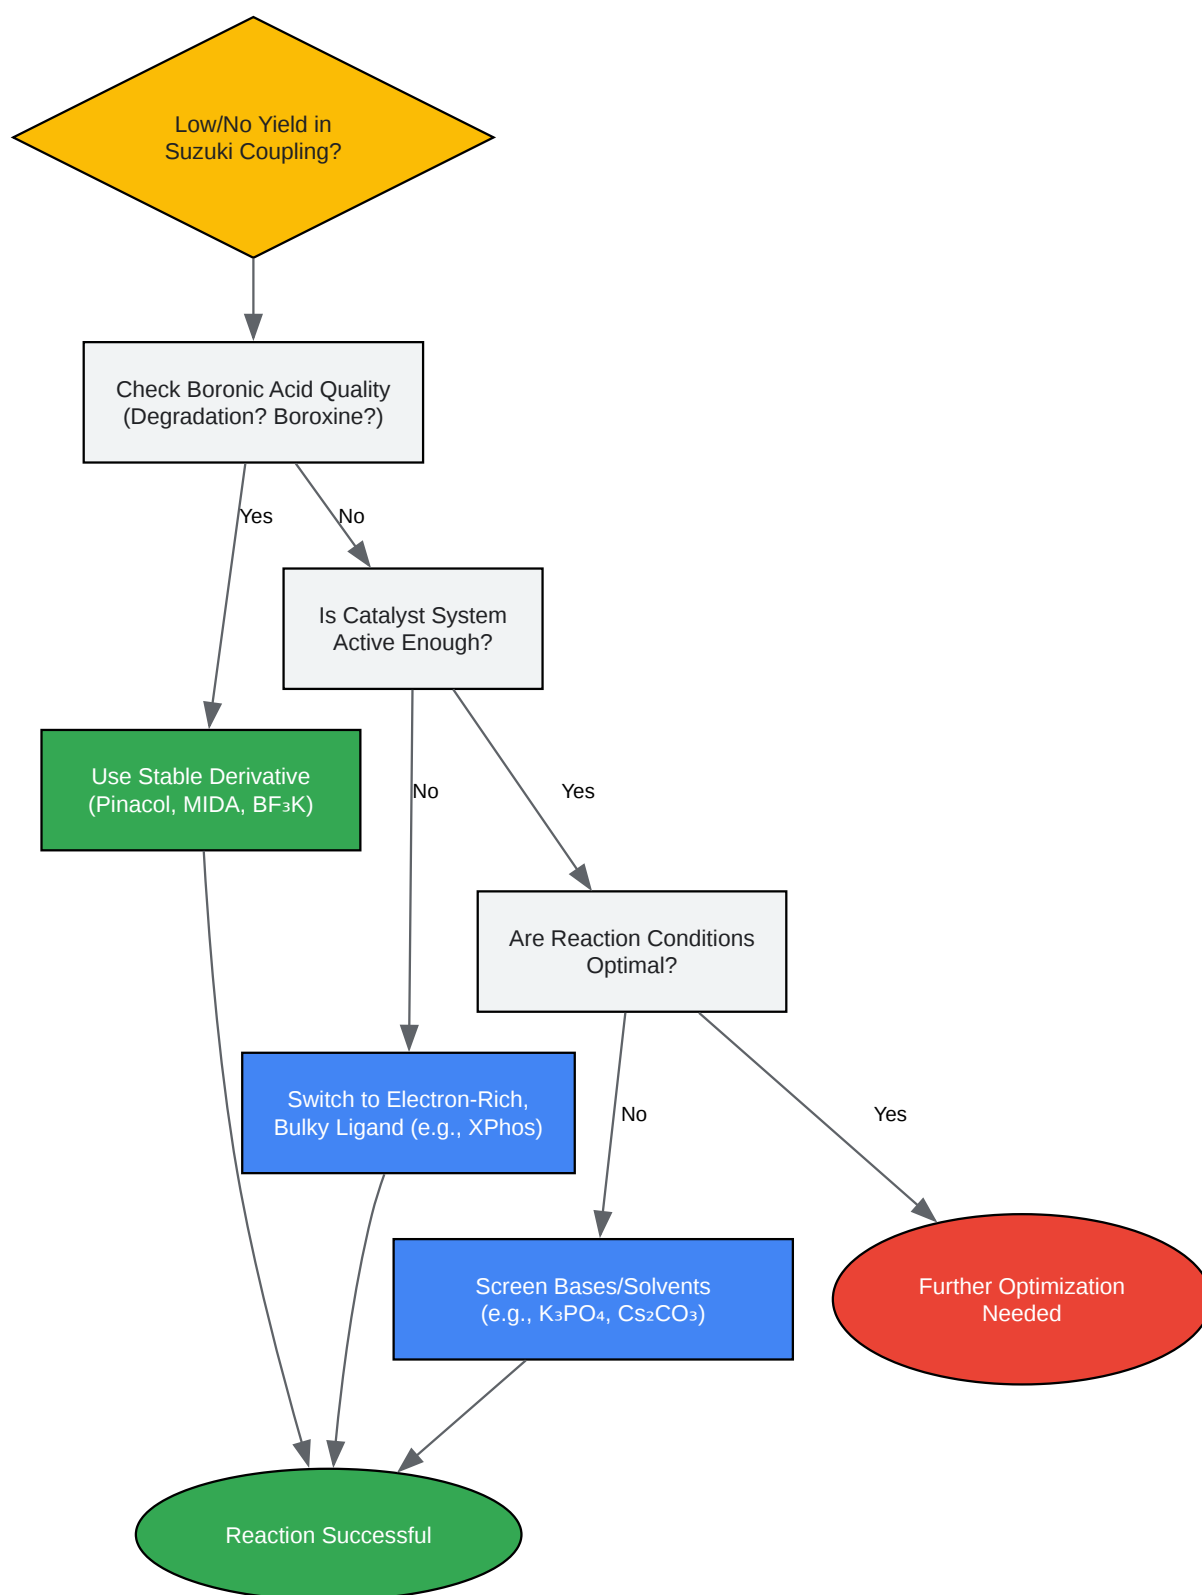 Low/No Yield in
Suzuki Coupling?
Check Boronic Acid Quality
(Degradation? Boroxine?)
Yes
No
Is Catalyst System
Active Enough?
Use Stable Derivative
(Pinacol, MIDA, BF₃K)
No
Yes
Are Reaction Conditions
Optimal?
Switch to Electron-Rich,
Bulky Ligand (e.g., XPhos)
No
Yes
Screen Bases/Solvents
(e.g., K₃PO₄, Cs₂CO₃)
Further Optimization
Needed
Reaction Successful